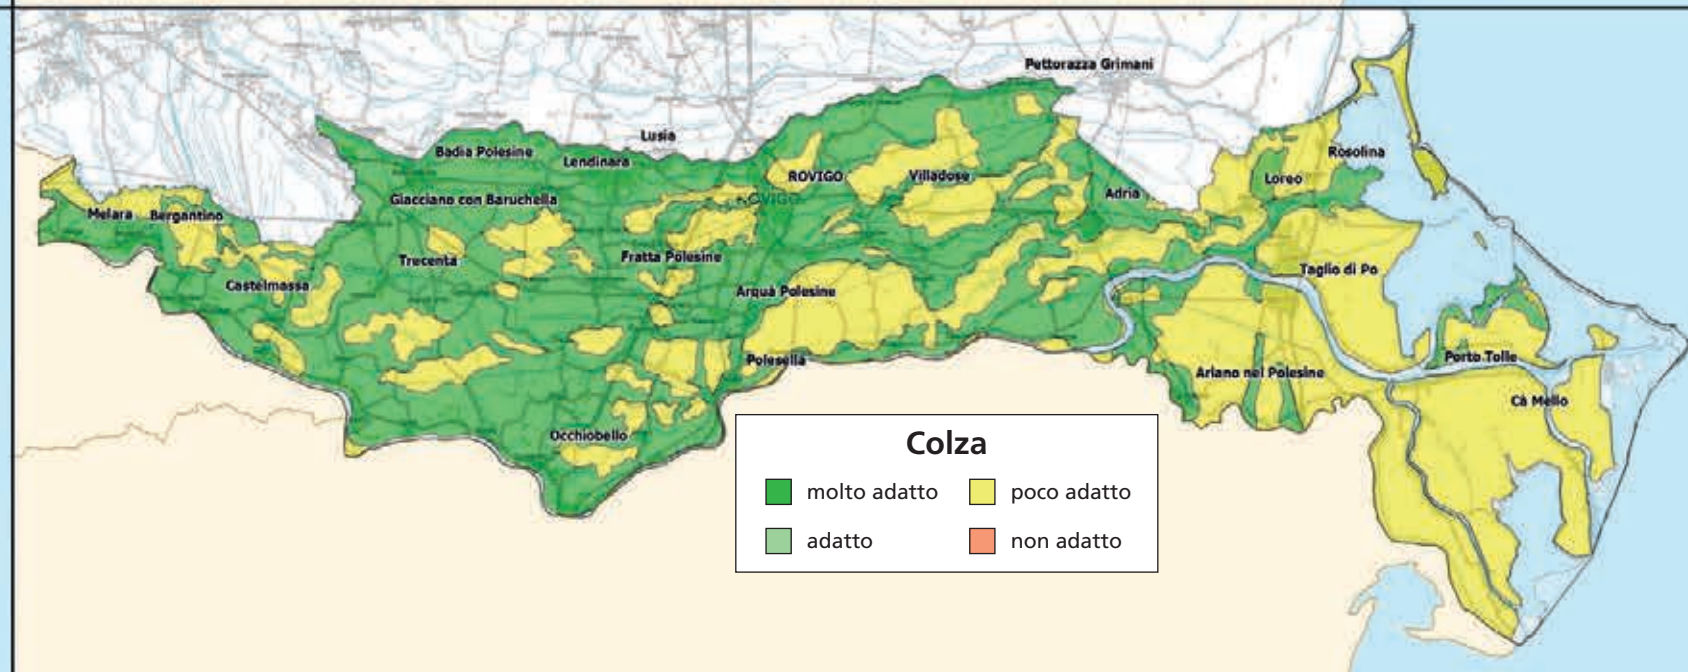 Pettorazza Grimani
Lusia
Badia Polesine
Lendinara
Rosolina
ROVIGO
Villadose
Loreo
Adria
Giacciano con Baruchella
ROVIGO
Melara
Bergantino
Trecenta
Fratta Polesine
Taglio di Po
Castelmassa
Arquà Polesine
Polesella
Porto Tolle
Ariano nel Polesine
Cà Mello
Occhiobello
Colza
molto adatto
poco adatto
adatto
non adatto